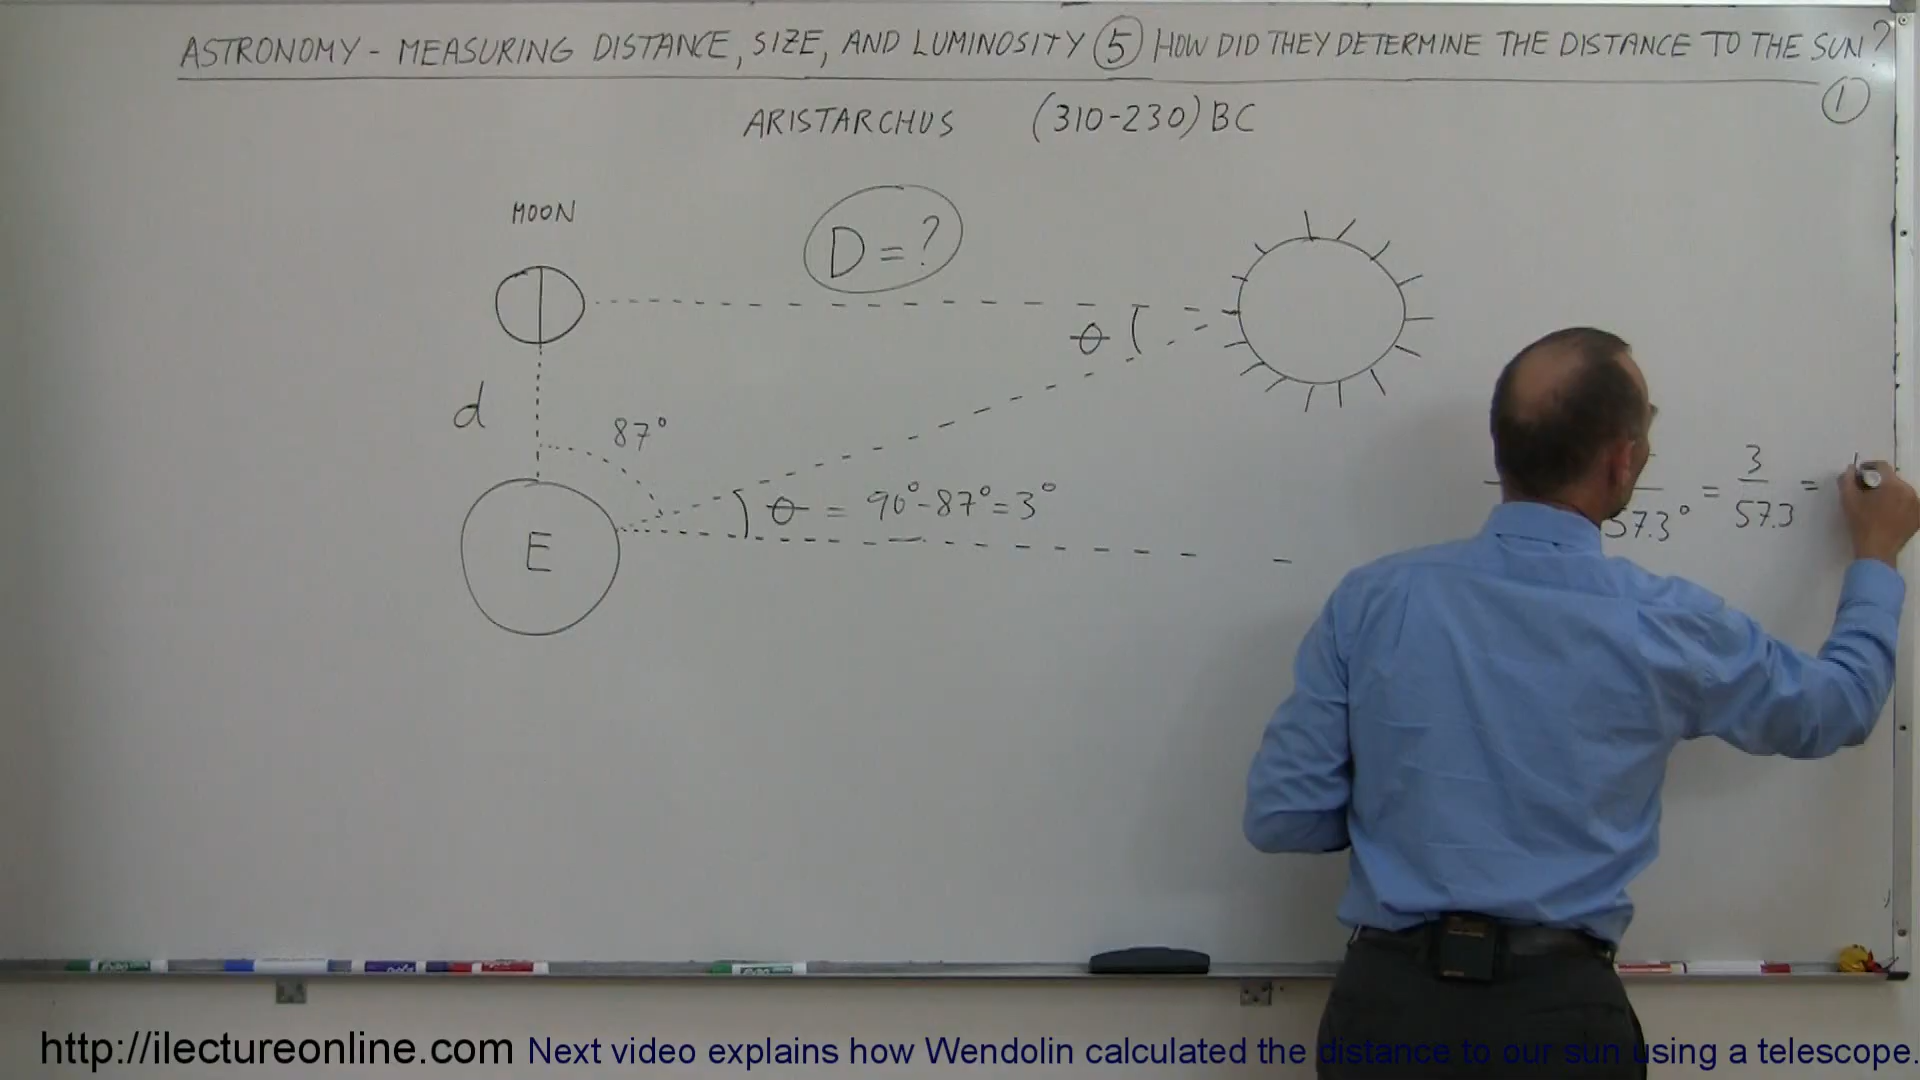 ASTRONOMY - MEASURING DISTANCE, SIZE, AND LUMINOSITY ⑤ HOW DID THEY DETERMINE THE DISTANCE TO THE SUN?
①
ARISTARCHUS (310-230) BC
MOON
D = ?
θ
d
87°
θ = 90° - 87° = 3°
E
57.3° = 3/57.3 =
http://ilectureonline.com Next video explains how Wendolin calculated the distance to our sun using a telescope.